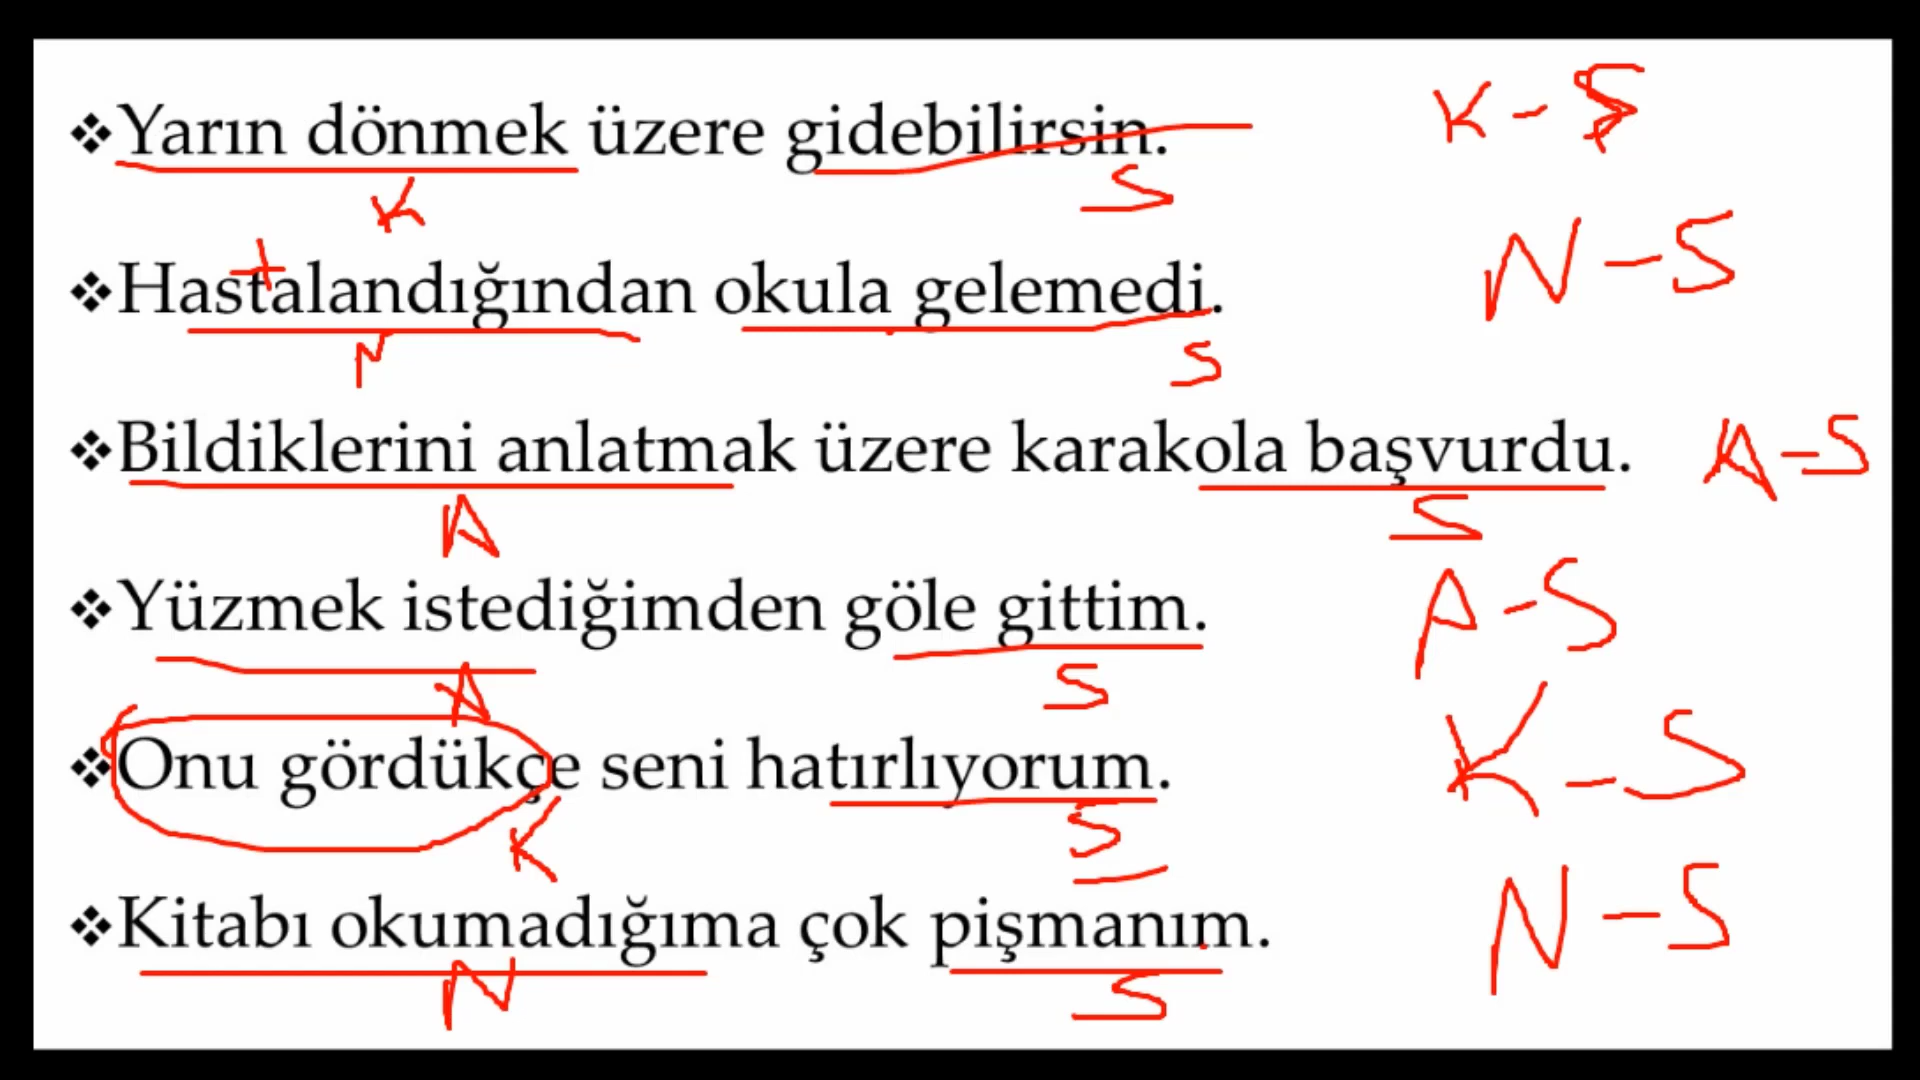 ❖Yarın dönmek üzere gidebilirsin. K - Ş
K S
❖Hastalandığından okula gelemedi. N - S
N S
❖Bildiklerini anlatmak üzere karakola başvurdu. A - S
A S
❖Yüzmek istediğimden göle gittim. A - S
A S
❖Onu gördükçe seni hatırlıyorum. K - S
K S
❖Kitabı okumadığıma çok pişmanım. N - S
N S